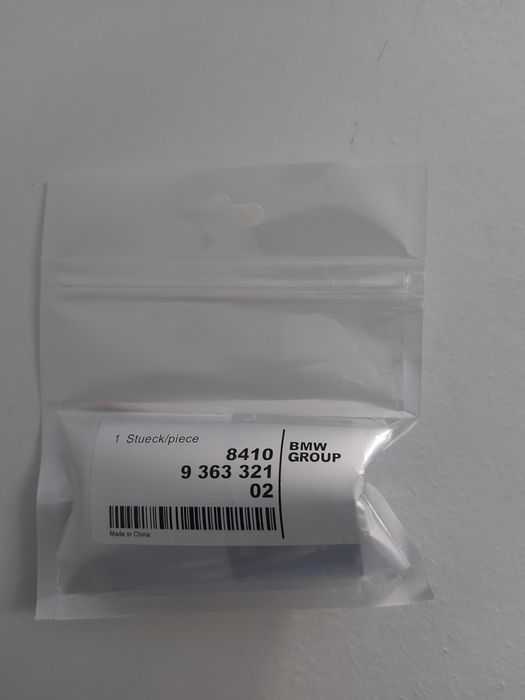 1 Stueck/piece
8410
9 363 321
02
BMW
GROUP
Made in China